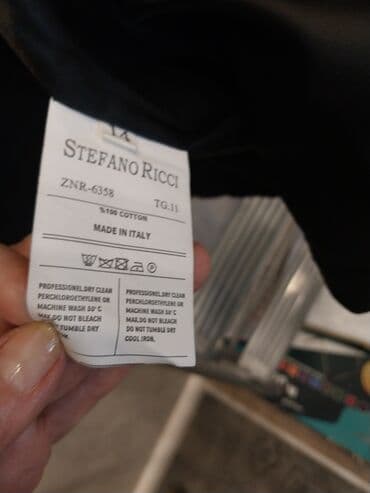 STEFANO RICCI
ZNR-6358 TG.11
%100 COTTON
MADE IN ITALY
PROFESSIONEL.DRY CLEAN
PERCHLOROETHYLENE OR
MACHINE WASH 30°C
MAX.DO NOT BLEACH
DO TUMBLE DRY
IRON.
PROFESSIONEL.DRY CLEAN
PERCHLOROETHYLENE OR
MACHINE WASH 30°C
MAX.DO NOT BLEACH
DO NOT TUMBLE DRY
COOL IRON.